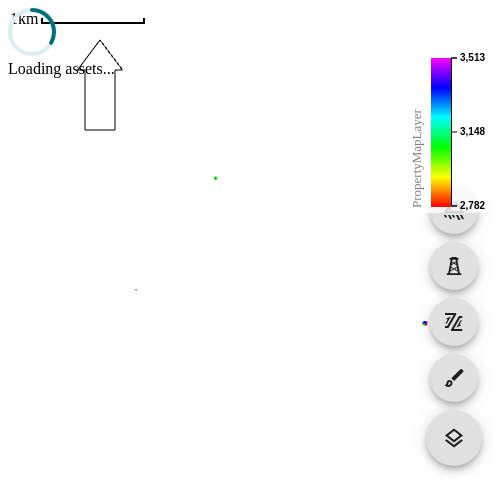 1km
Loading assets...
PropertyMapLayer
3,513
3,148
2,782